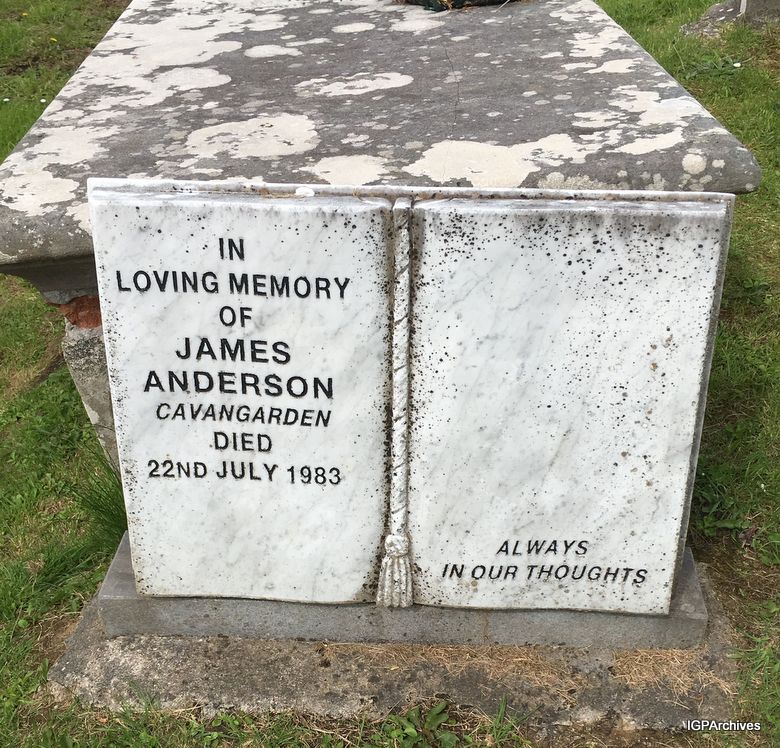 IN
LOVING MEMORY
OF
JAMES
ANDERSON
CAVANGARDEN
DIED
22ND JULY 1983
ALWAYS
IN OUR THOUGHTS
IGPArchives